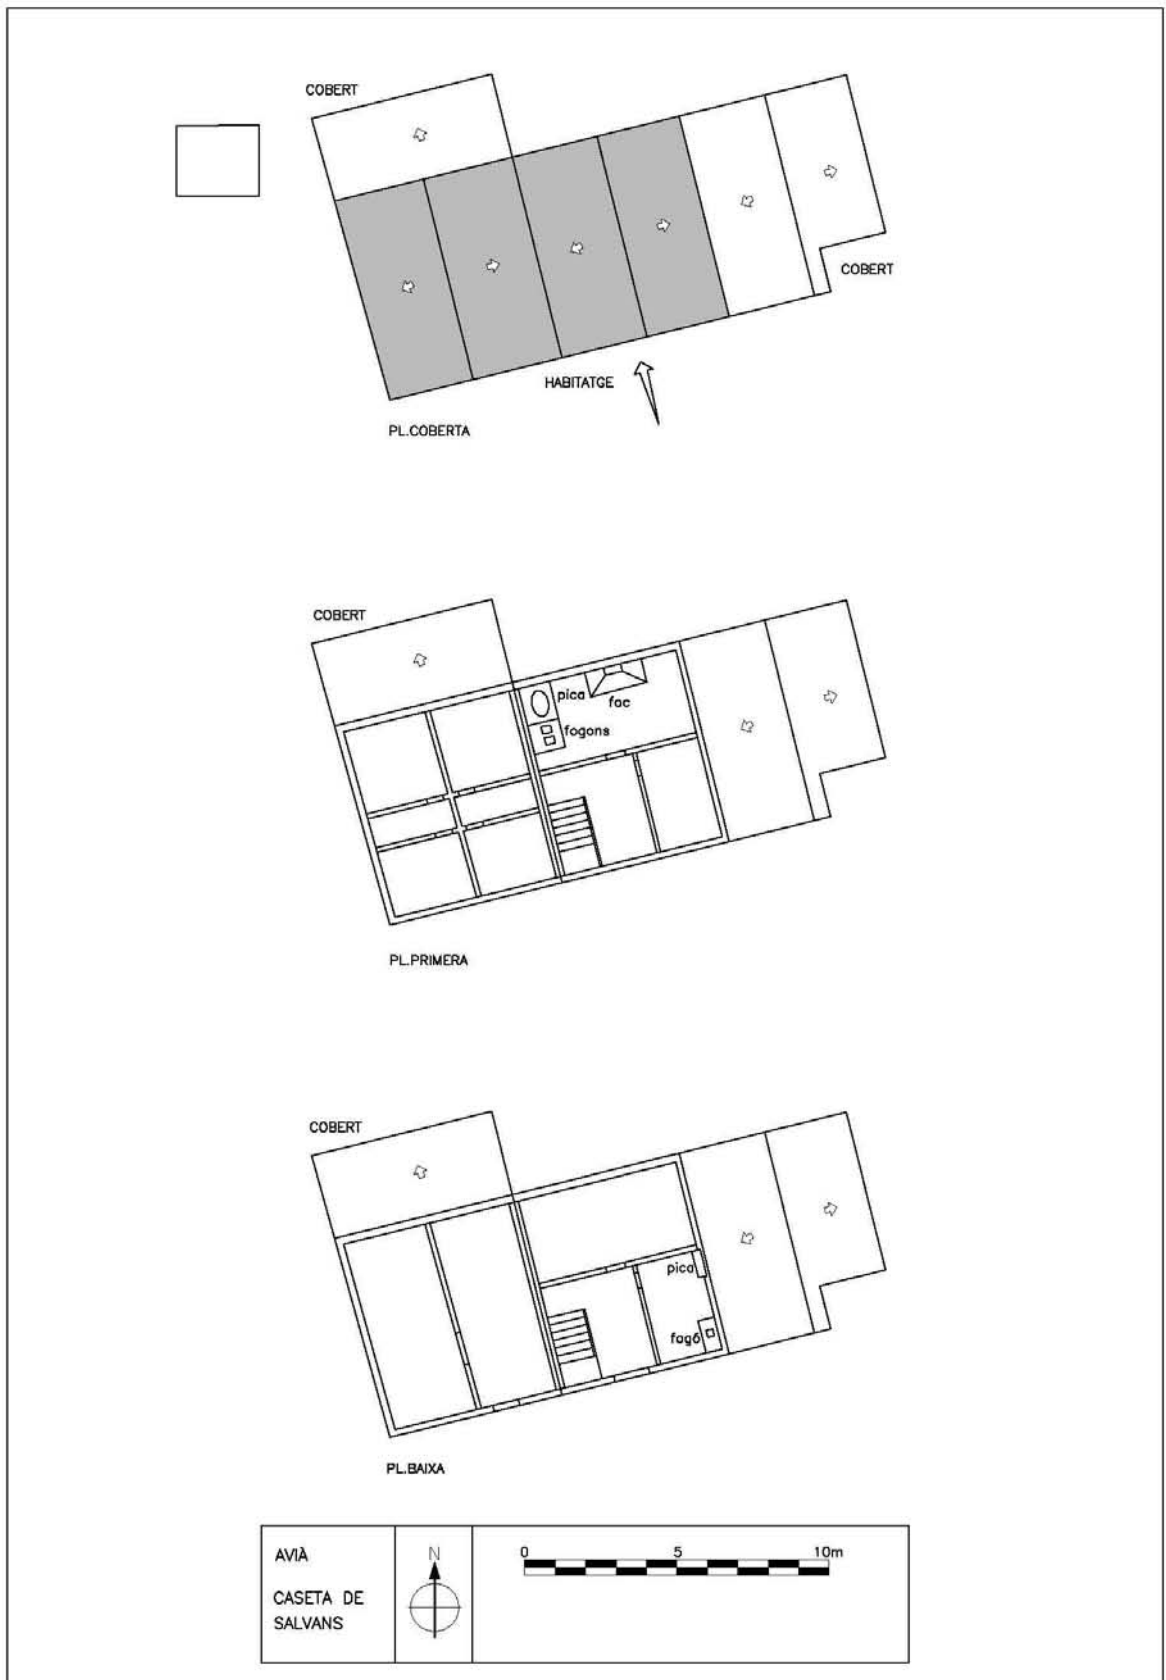 COBERT
COBERT
HABITATGE
PL.COBERTA
COBERT
pica
foc
fogons
PL.PRIMERA
COBERT
pica
fogó
PL.BAIXA
AVIÀ
CASETA DE
SALVANS
N
0 5 10m